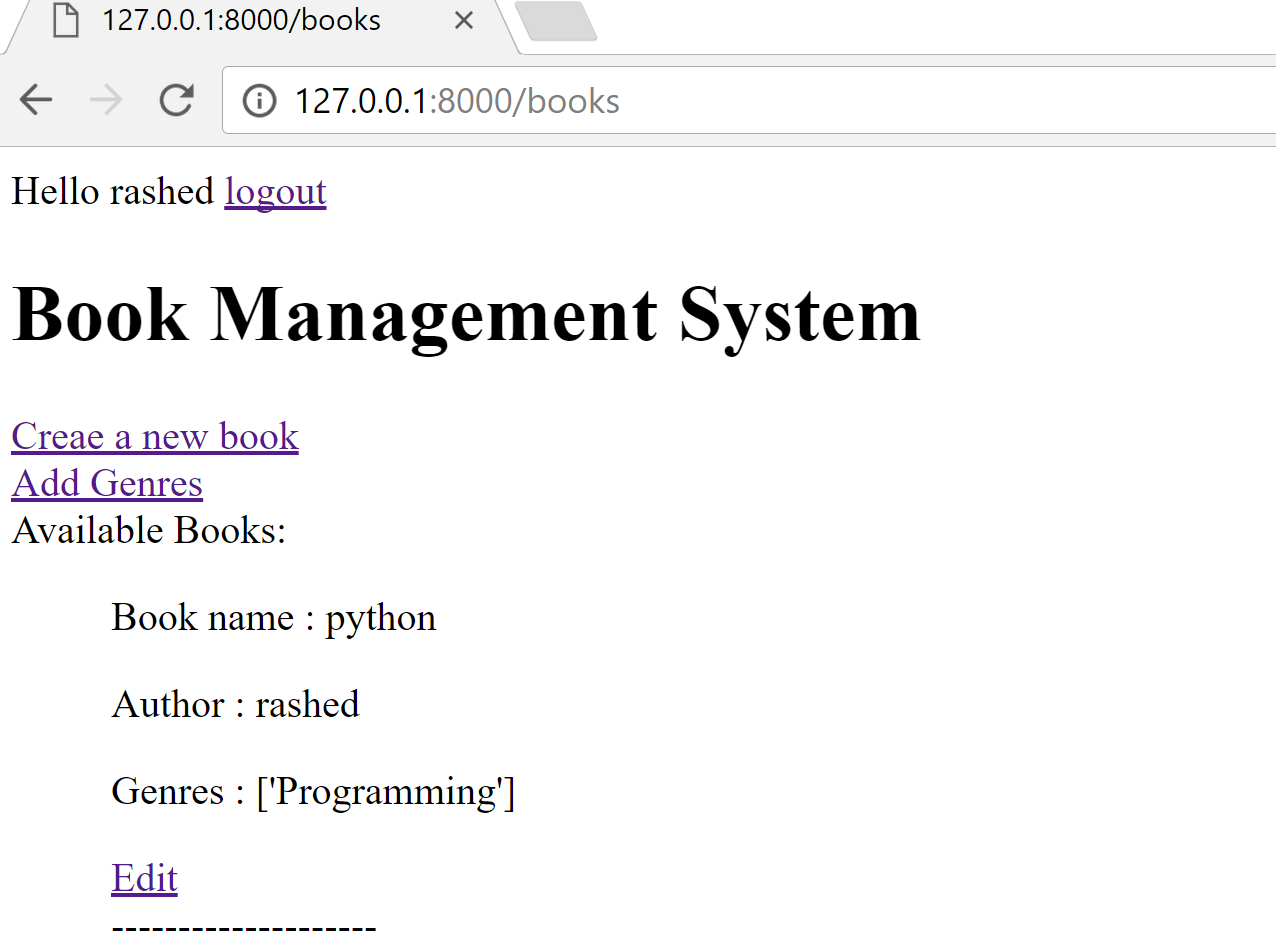 127.0.0.1:8000/books
127.0.0.1:8000/books
Hello rashed logout
Book Management System
Creae a new book
Add Genres
Available Books:
Book name : python
Author : rashed
Genres : ['Programming']
Edit
--------------------